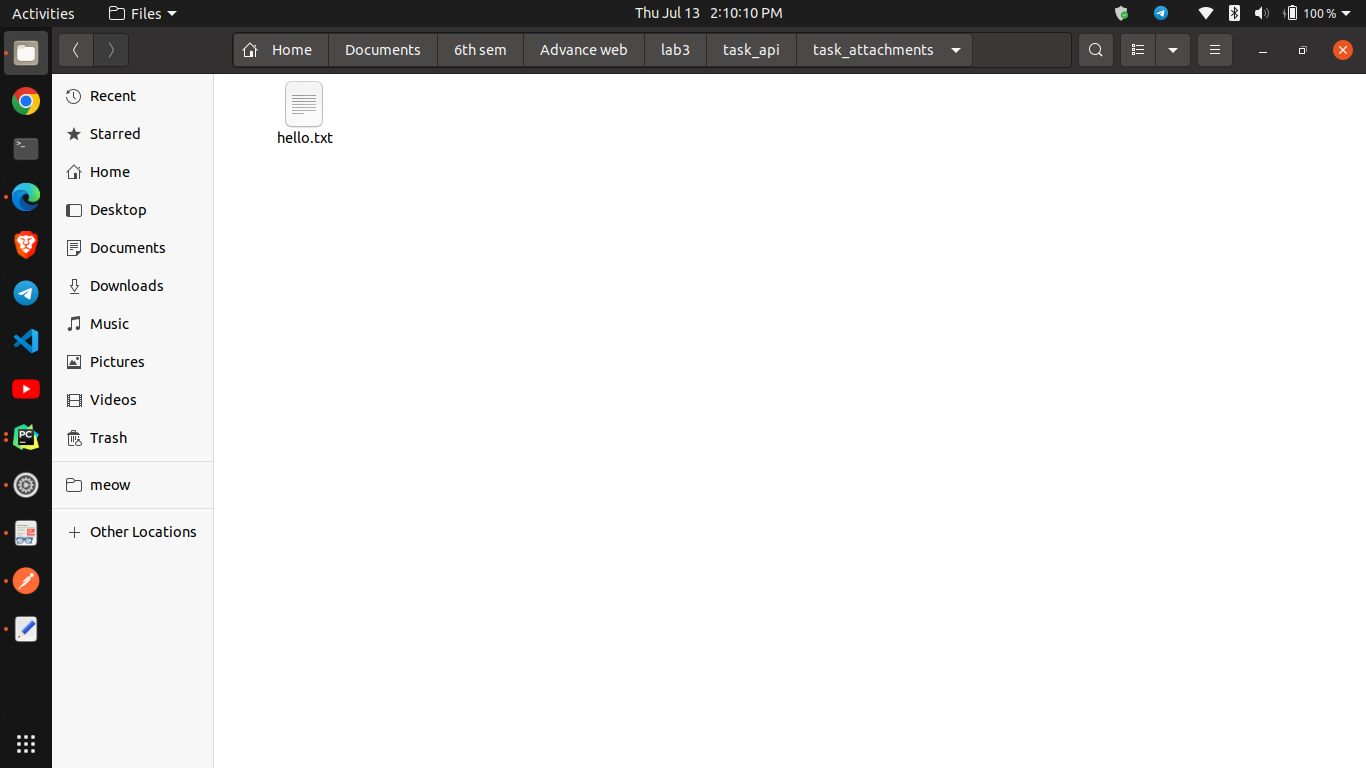 Activities Files Thu Jul 13 2:10:10 PM 100 %
Home Documents 6th sem Advance web lab3 task_api task_attachments
Recent
Starred
Home
Desktop
Documents
Downloads
Music
Pictures
Videos
Trash
meow
Other Locations
hello.txt
PC